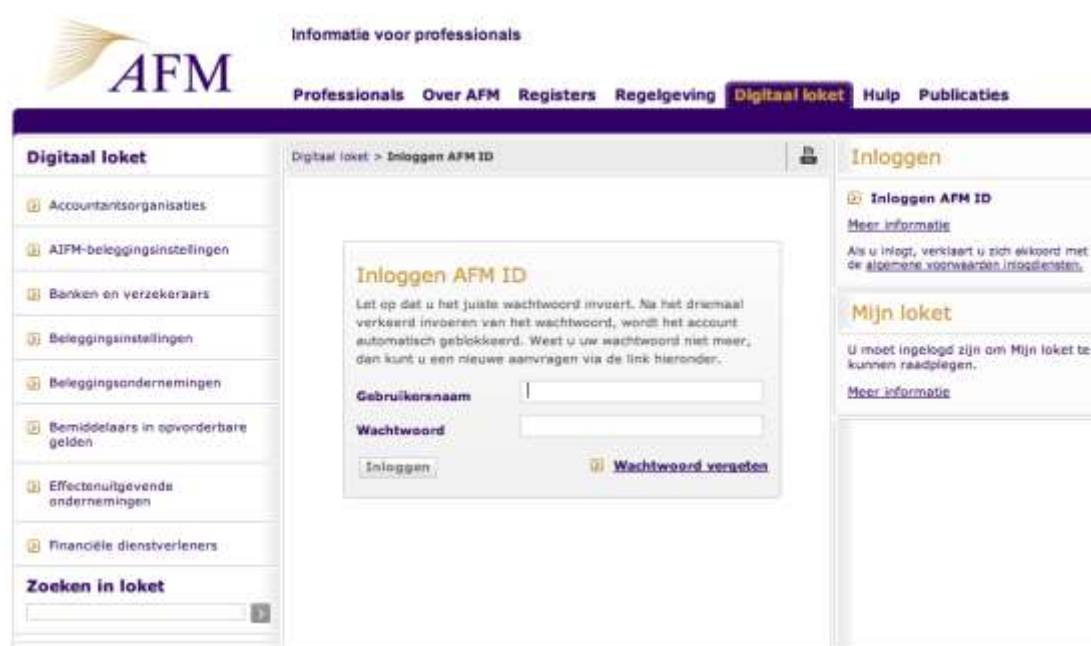 AFM
Informatie voor professionals
Professionals Over AFM Registers Regelgeving Digitaal loket Hulp Publicaties
Digitaal loket
Accountantsorganisaties
AIFM-beleggingsinstellingen
Banken en verzekeraars
Beleggingsinstellingen
Beleggingsondernemingen
Bemiddelaars in opvorderbare
gelden
Effectenuitgevende
ondernemingen
Financiële dienstverleners
Zoeken in loket
Digitaal loket > Inloggen AFM ID
Inloggen AFM ID
Let op dat u het juiste wachtwoord invoert. Na het driemaal
verkeerd invoeren van het wachtwoord, wordt het account
automatisch geblokkeerd. Weet u uw wachtwoord niet meer,
dan kunt u een nieuwe aanvragen via de link hieronder.
Gebruikersnaam
Wachtwoord
Inloggen
Wachtwoord vergeten
Inloggen
Inloggen AFM ID
Meer informatie
Als u inlogt, verklaart u zich akkoord met
de algemene voorwaarden inlogdiensten.
Mijn loket
U moet ingelogd zijn om Mijn loket te
kunnen raadplegen.
Meer informatie